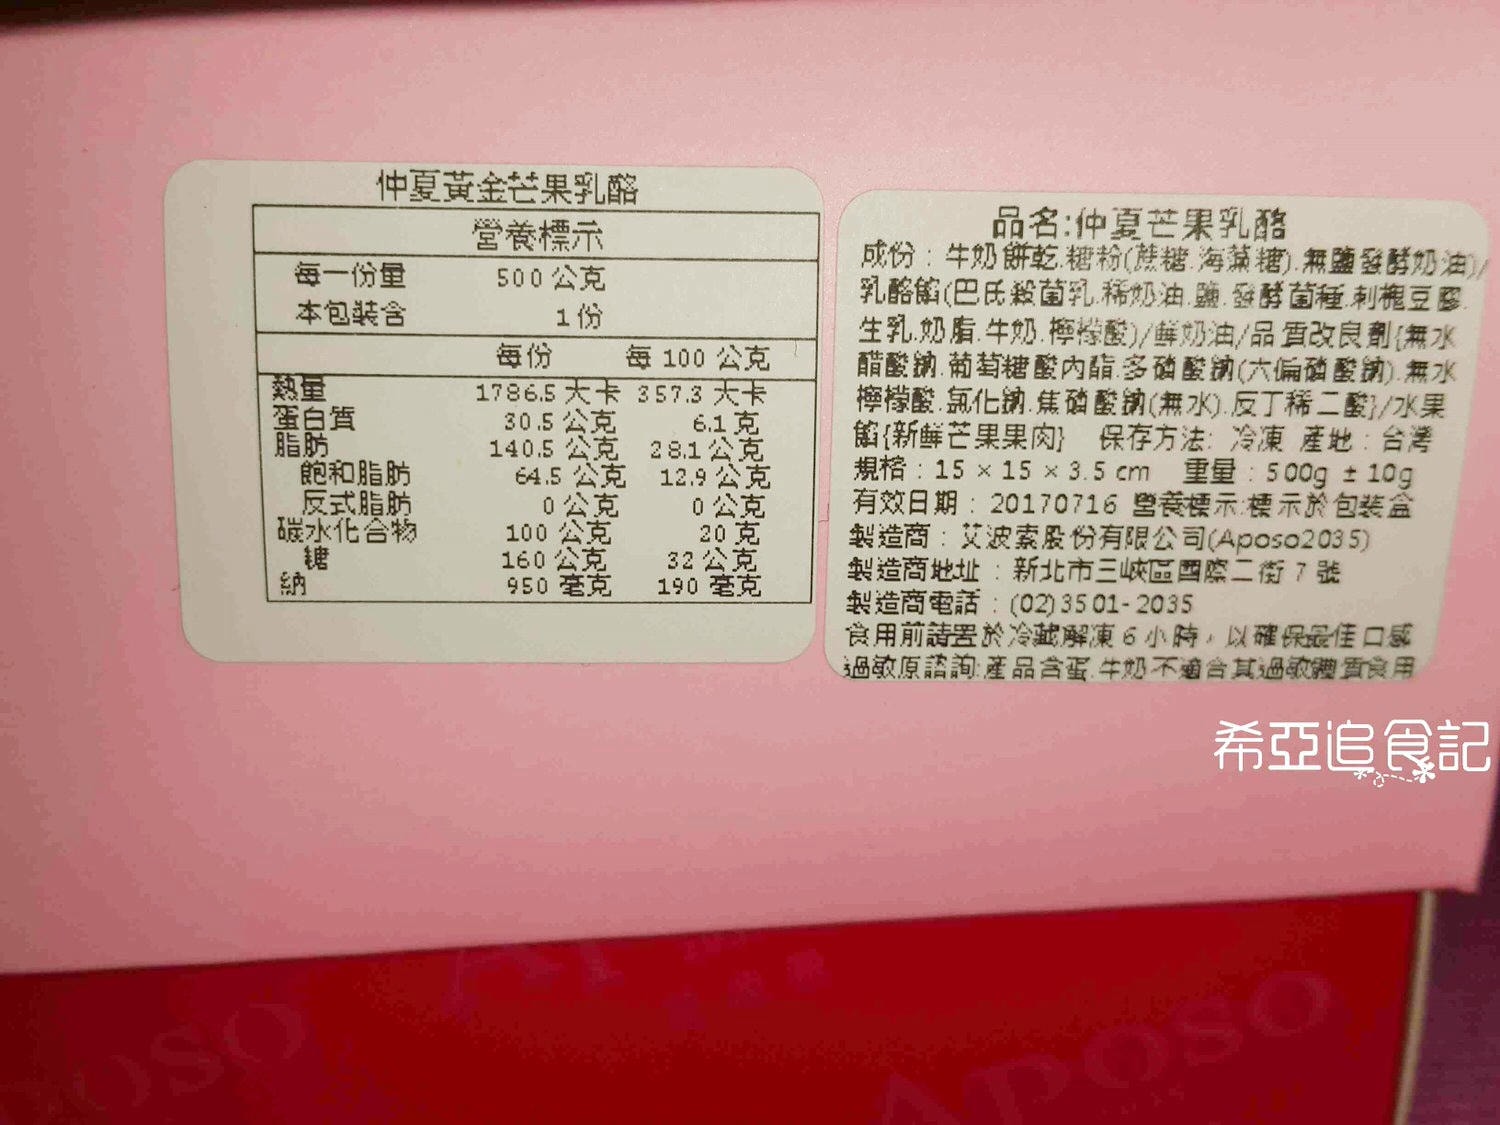 仲夏黃金芒果乳酪
營養標示
每一份量 500 公克
本包裝含 1 份
每份 每 100 公克
熱量 1786.5 大卡 357.3 大卡
蛋白質 30.5 公克 6.1 克
脂肪 140.5 公克 28.1 公克
飽和脂肪 64.5 公克 12.9 公克
反式脂肪 0 公克 0 公克
碳水化合物 100 公克 20 克
糖 160 公克 32 公克
納 950 毫克 190 毫克
品名:仲夏芒果乳酪
成份 : 牛奶餅乾.糖粉(蔗糖.海藻糖).無鹽發酵奶油)/
乳酪餡(巴氏殺菌乳.稀奶油.鹽.發酵菌種.刺槐豆膠.
生乳.奶脂.牛奶.檸檬酸)/鮮奶油/品質改良劑{無水
醋酸鈉.葡萄糖酸內酯.多磷酸鈉(六偏磷酸鈉).無水
檸檬酸.氯化鈉.焦磷酸鈉(無水).反丁稀二酸}/水果
餡{新鮮芒果果肉} 保存方法: 冷凍 產地 : 台灣
規格 : 15 × 15 × 3.5 cm 重量 : 500g ± 10g
有效日期 : 20170716 營養標示:標示於包裝盒
製造商 : 艾波索股份有限公司(Aposo2035)
製造商地址 : 新北市三峽區國際二街 7 號
製造商電話 : (02)3501-2035
食用前請置於冷藏解凍 6 小時，以確保最佳口感
過敏原諮詢:產品含蛋.牛奶不適合其過敏體質食用
希亞追食記
Aposo